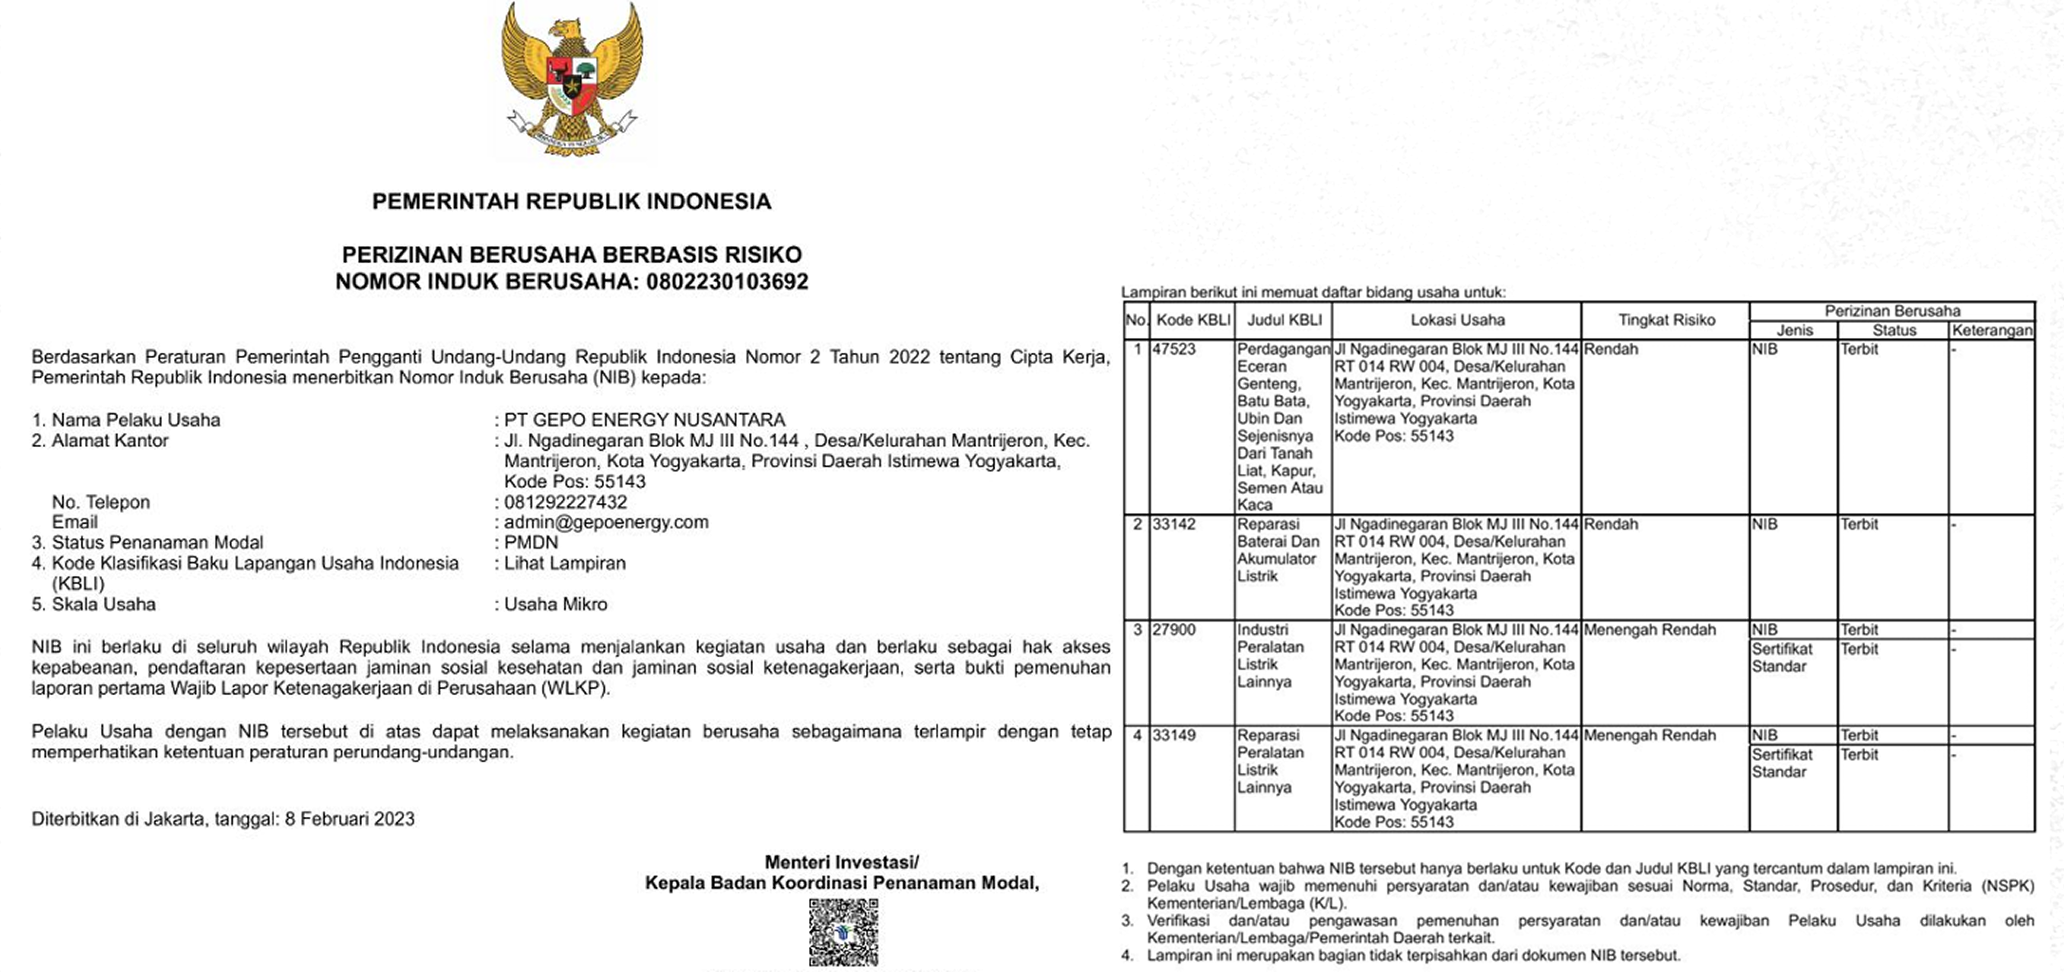 PEMERINTAH REPUBLIK INDONESIA
PERIZINAN BERUSAHA BERBASIS RISIKO
NOMOR INDUK BERUSAHA: 0802230103692
Berdasarkan Peraturan Pemerintah Pengganti Undang-Undang Republik Indonesia Nomor 2 Tahun 2022 tentang Cipta Kerja,
Pemerintah Republik Indonesia menerbitkan Nomor Induk Berusaha (NIB) kepada:
1. Nama Pelaku Usaha : PT GEPO ENERGY NUSANTARA
2. Alamat Kantor : Jl. Ngadinegaran Blok MJ III No.144 , Desa/Kelurahan Mantrijeron, Kec.
Mantrijeron, Kota Yogyakarta, Provinsi Daerah Istimewa Yogyakarta,
Kode Pos: 55143
No. Telepon : 081292227432
Email : admin@gepoenergy.com
3. Status Penanaman Modal : PMDN
4. Kode Klasifikasi Baku Lapangan Usaha Indonesia : Lihat Lampiran
(KBLI)
5. Skala Usaha : Usaha Mikro
NIB ini berlaku di seluruh wilayah Republik Indonesia selama menjalankan kegiatan usaha dan berlaku sebagai hak akses
kepabeanan, pendaftaran kepesertaan jaminan sosial kesehatan dan jaminan sosial ketenagakerjaan, serta bukti pemenuhan
laporan pertama Wajib Lapor Ketenagakerjaan di Perusahaan (WLKP).
Pelaku Usaha dengan NIB tersebut di atas dapat melaksanakan kegiatan berusaha sebagaimana terlampir dengan tetap
memperhatikan ketentuan peraturan perundang-undangan.
Diterbitkan di Jakarta, tanggal: 8 Februari 2023
Menteri Investasi/
Kepala Badan Koordinasi Penanaman Modal,
Lampiran berikut ini memuat daftar bidang usaha untuk:
No. Kode KBLI Judul KBLI Lokasi Usaha Tingkat Risiko Perizinan Berusaha
Jenis Status Keterangan
1 47523 Perdagangan Jl Ngadinegaran Blok MJ III No.144 Rendah NIB Terbit -
Eceran RT 014 RW 004, Desa/Kelurahan
Genteng, Mantrijeron, Kec. Mantrijeron, Kota
Batu Bata, Yogyakarta, Provinsi Daerah
Ubin Dan Istimewa Yogyakarta
Sejenisnya Kode Pos: 55143
Dari Tanah
Liat, Kapur,
Semen Atau
Kaca
2 33142 Reparasi Jl Ngadinegaran Blok MJ III No.144 Rendah NIB Terbit -
Baterai Dan RT 014 RW 004, Desa/Kelurahan
Akumulator Mantrijeron, Kec. Mantrijeron, Kota
Listrik Yogyakarta, Provinsi Daerah
Istimewa Yogyakarta
Kode Pos: 55143
3 27900 Industri Jl Ngadinegaran Blok MJ III No.144 Menengah Rendah NIB Terbit -
Peralatan RT 014 RW 004, Desa/Kelurahan Sertifikat Terbit -
Listrik Mantrijeron, Kec. Mantrijeron, Kota Standar
Lainnya Yogyakarta, Provinsi Daerah
Istimewa Yogyakarta
Kode Pos: 55143
4 33149 Reparasi Jl Ngadinegaran Blok MJ III No.144 Menengah Rendah NIB Terbit -
Peralatan RT 014 RW 004, Desa/Kelurahan Sertifikat Terbit -
Listrik Mantrijeron, Kec. Mantrijeron, Kota Standar
Lainnya Yogyakarta, Provinsi Daerah
Istimewa Yogyakarta
Kode Pos: 55143
1. Dengan ketentuan bahwa NIB tersebut hanya berlaku untuk Kode dan Judul KBLI yang tercantum dalam lampiran ini.
2. Pelaku Usaha wajib memenuhi persyaratan dan/atau kewajiban sesuai Norma, Standar, Prosedur, dan Kriteria (NSPK)
Kementerian/Lembaga (K/L).
3. Verifikasi dan/atau pengawasan pemenuhan persyaratan dan/atau kewajiban Pelaku Usaha dilakukan oleh
Kementerian/Lembaga/Pemerintah Daerah terkait.
4. Lampiran ini merupakan bagian tidak terpisahkan dari dokumen NIB tersebut.